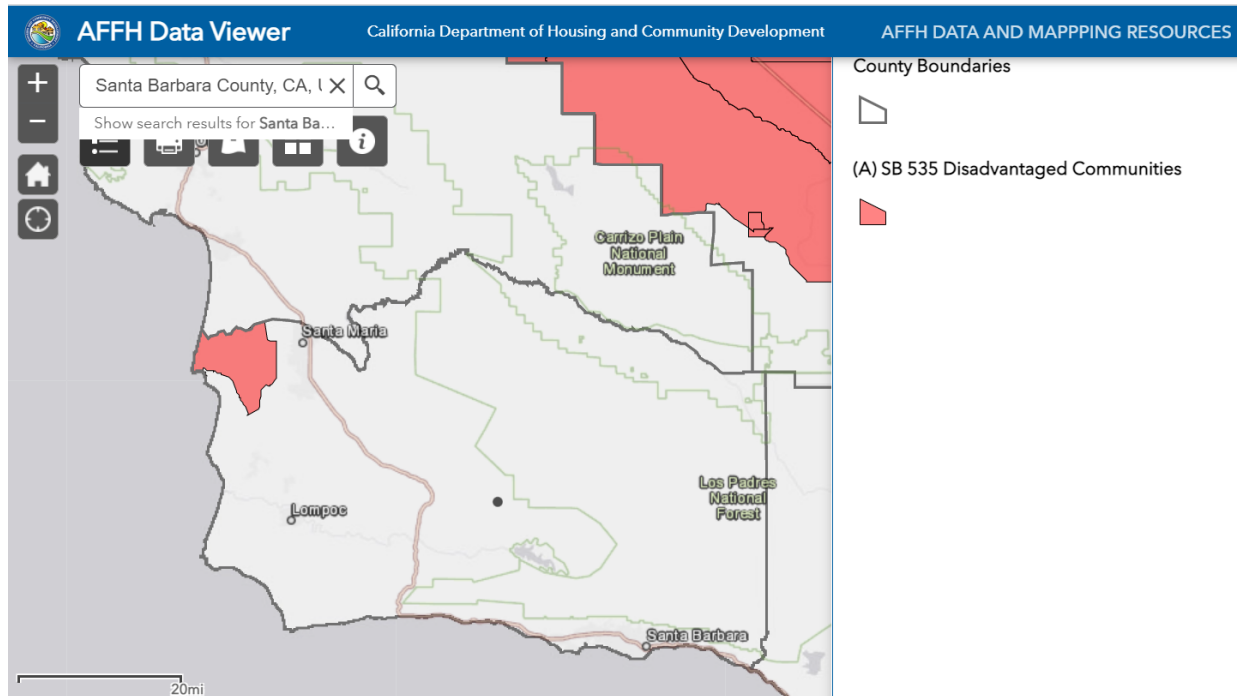 AFFH Data Viewer
California Department of Housing and Community Development
AFFH DATA AND MAPPPING RESOURCES
+
Santa Barbara County, CA, U
−
Show search results for Santa Ba...
County Boundaries
(A) SB 535 Disadvantaged Communities
Carrizo Plain
National
Monument
Santa Maria
Los Padres
National
Forest
Lompoc
Santa Barbara
20mi